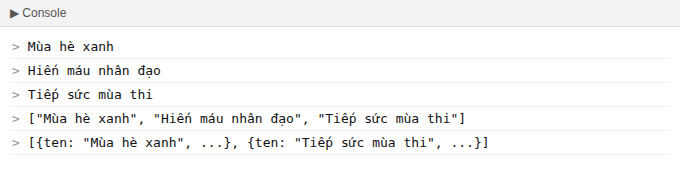 ▶ Console
> Mùa hè xanh
> Hiến máu nhân đạo
> Tiếp sức mùa thi
> ["Mùa hè xanh", "Hiến máu nhân đạo", "Tiếp sức mùa thi"]
> [{ten: "Mùa hè xanh", ...}, {ten: "Tiếp sức mùa thi", ...}]